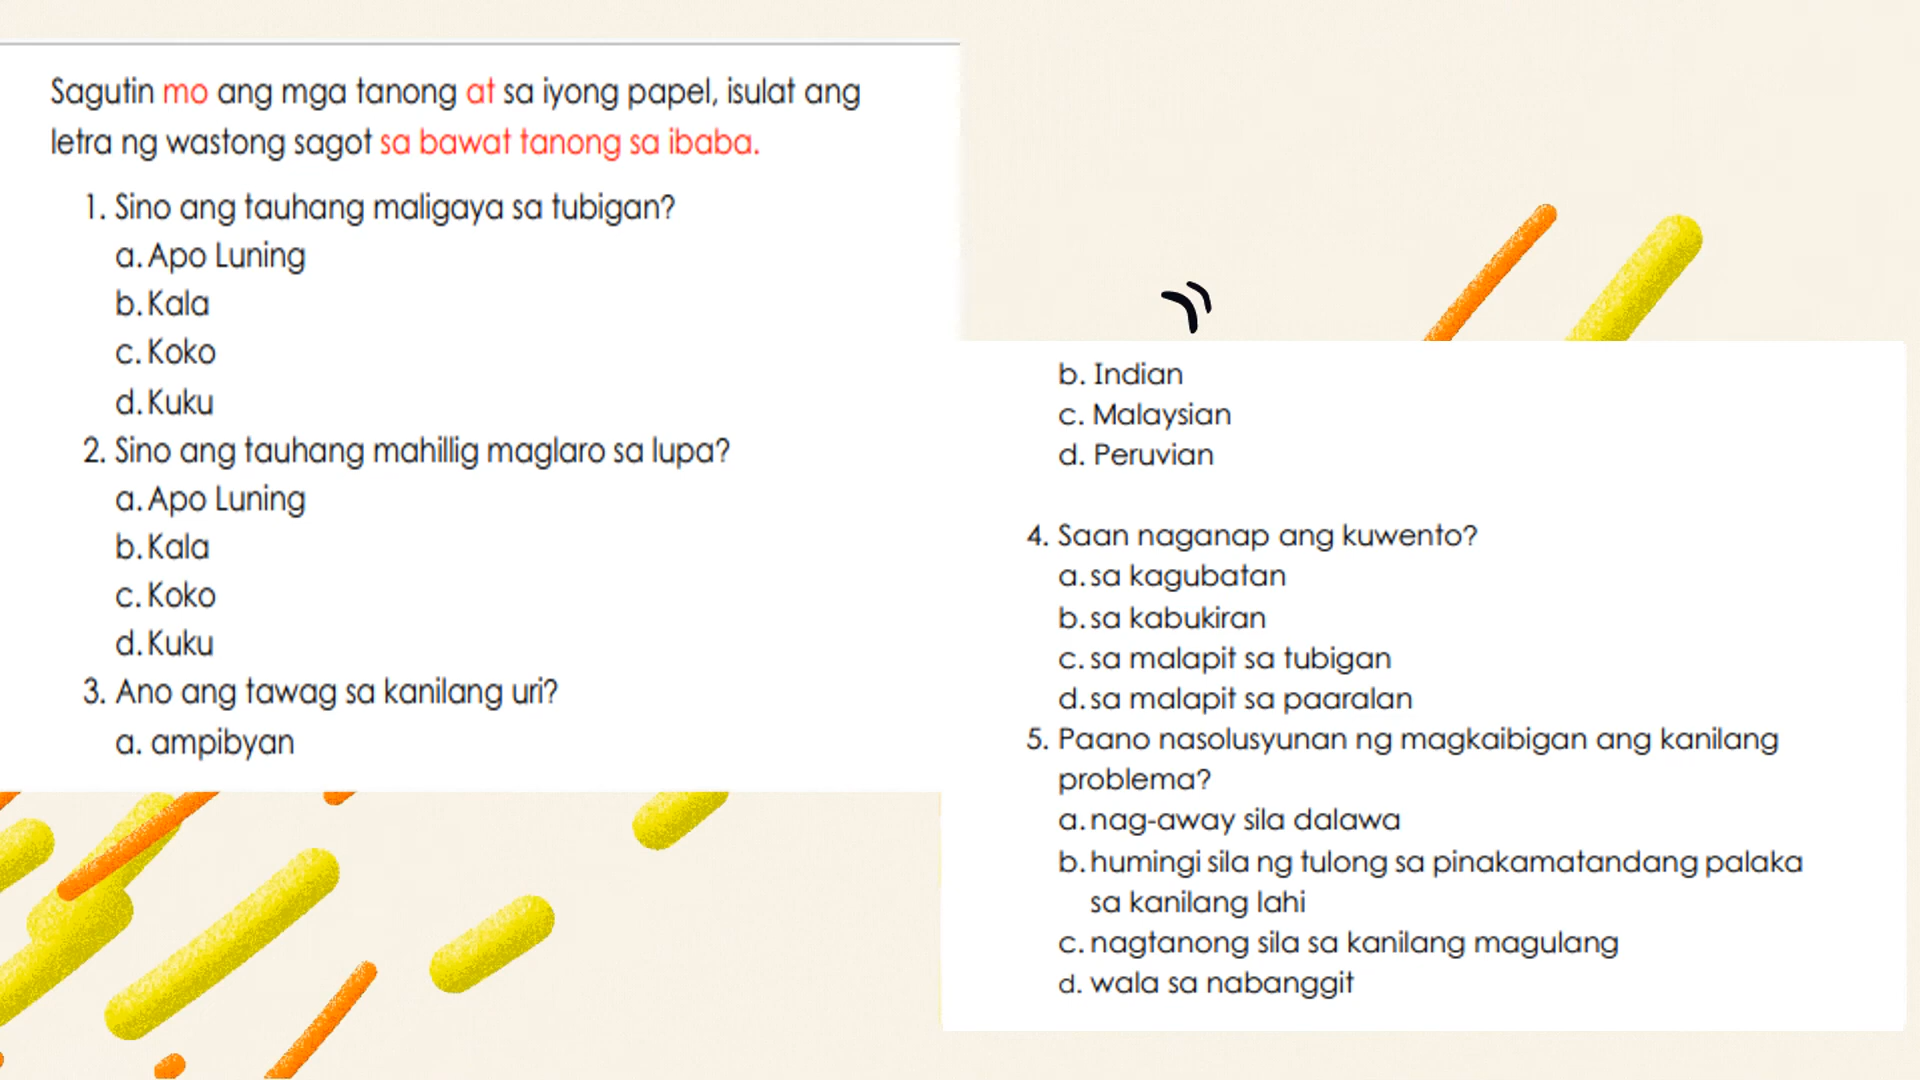 Sagutin mo ang mga tanong at sa iyong papel, isulat ang
letra ng wastong sagot sa bawat tanong sa ibaba.
1. Sino ang tauhang maligaya sa tubigan?
a. Apo Luning
b. Kala
c. Koko
d. Kuku
2. Sino ang tauhang mahillig maglaro sa lupa?
a. Apo Luning
b. Kala
c. Koko
d. Kuku
3. Ano ang tawag sa kanilang uri?
a. ampibyan
b. Indian
c. Malaysian
d. Peruvian
4. Saan naganap ang kuwento?
a. sa kagubatan
b. sa kabukiran
c. sa malapit sa tubigan
d. sa malapit sa paaralan
5. Paano nasolusyunan ng magkaibigan ang kanilang
problema?
a. nag-away sila dalawa
b. humingi sila ng tulong sa pinakamatandang palaka
sa kanilang lahi
c. nagtanong sila sa kanilang magulang
d. wala sa nabanggit